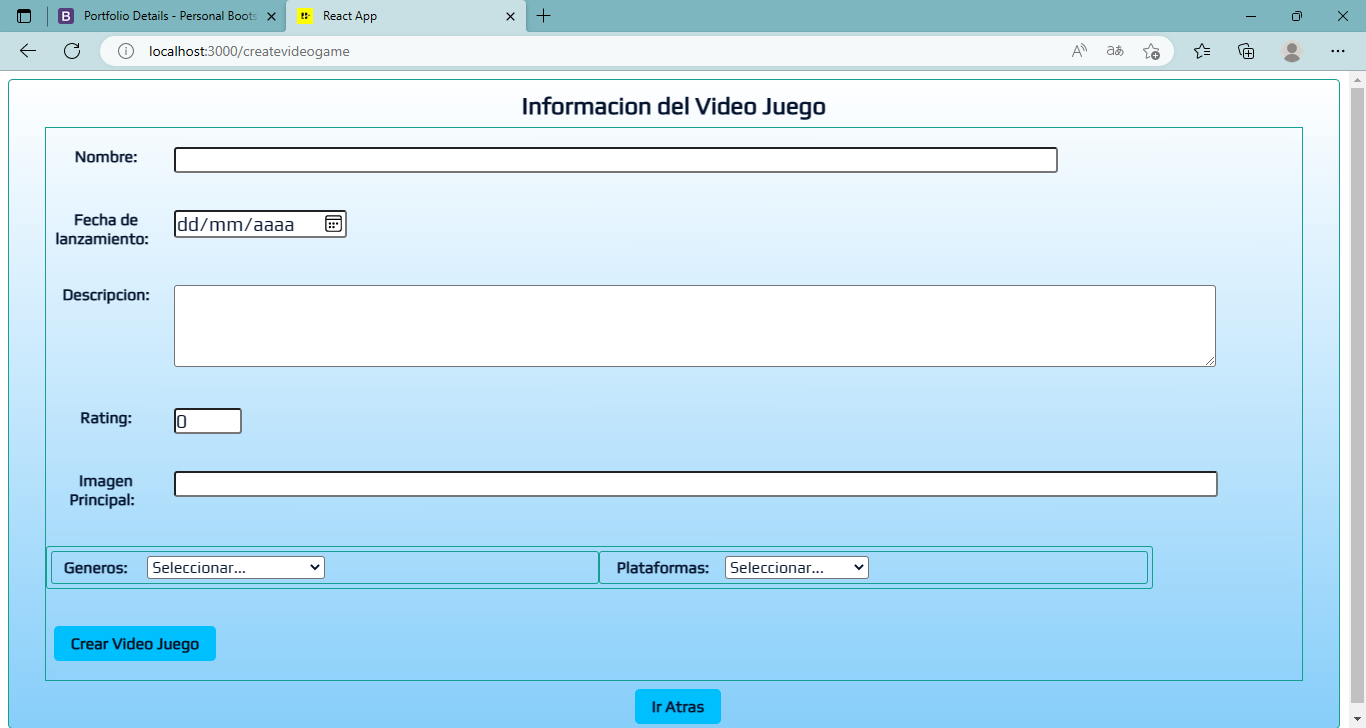 Portfolio Details - Personal Boots
React App
localhost:3000/createvideogame
Informacion del Video Juego
Nombre:
Fecha de
lanzamiento:
dd/mm/aaaa
Descripcion:
Rating:
0
Imagen
Principal:
Generos: Seleccionar... Plataformas: Seleccionar...
Crear Video Juego
Ir Atras